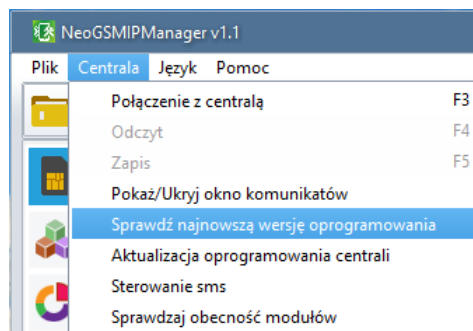 NeoGSMIPManager v1.1
Plik Centrala Język Pomoc
Połączenie z centralą F3
Odczyt F4
Zapis F5
Pokaż/Ukryj okno komunikatów
Sprawdź najnowszą wersję oprogramowania
Aktualizacja oprogramowania centrali
Sterowanie sms
Sprawdzaj obecność modułów